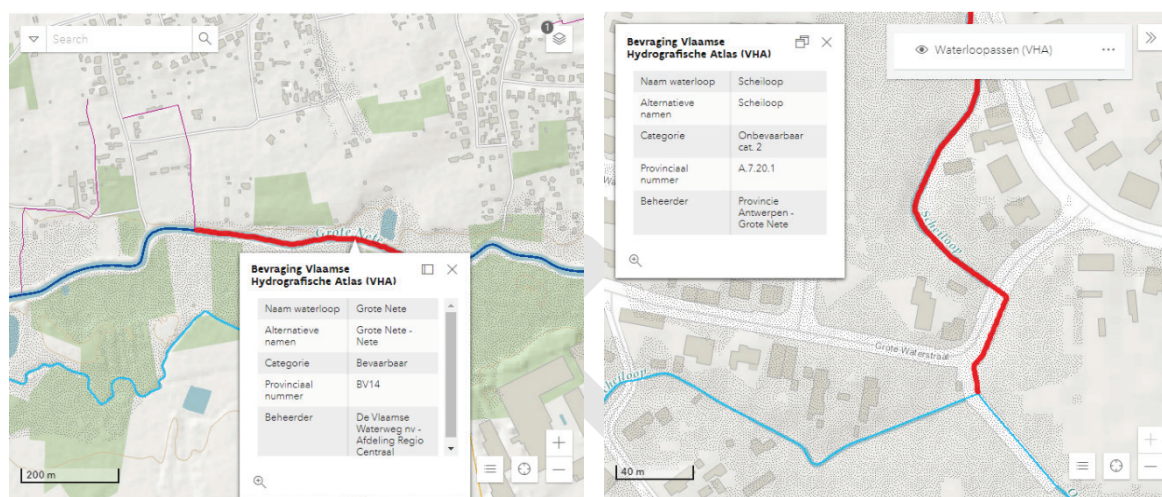 Search
1
Grote Nete
Bevraging Vlaamse
Hydrografische Atlas (VHA)
Naam waterloop Grote Nete
Alternatieve Grote Nete -
namen Nete
Categorie Bevaarbaar
Provinciaal BV14
nummer
Beheerder De Vlaamse
Waterweg nv -
Afdeling Regio
Centraal
200 m
Bevraging Vlaamse
Hydrografische Atlas (VHA)
Naam waterloop Scheiloop
Alternatieve Scheiloop
namen
Categorie Onbevaarbaar
cat. 2
Provinciaal A.7.20.1
nummer
Beheerder Provincie
Antwerpen -
Grote Nete
Waterloopassen (VHA)
Scheiloop
Grote-Waterstraat
40 m